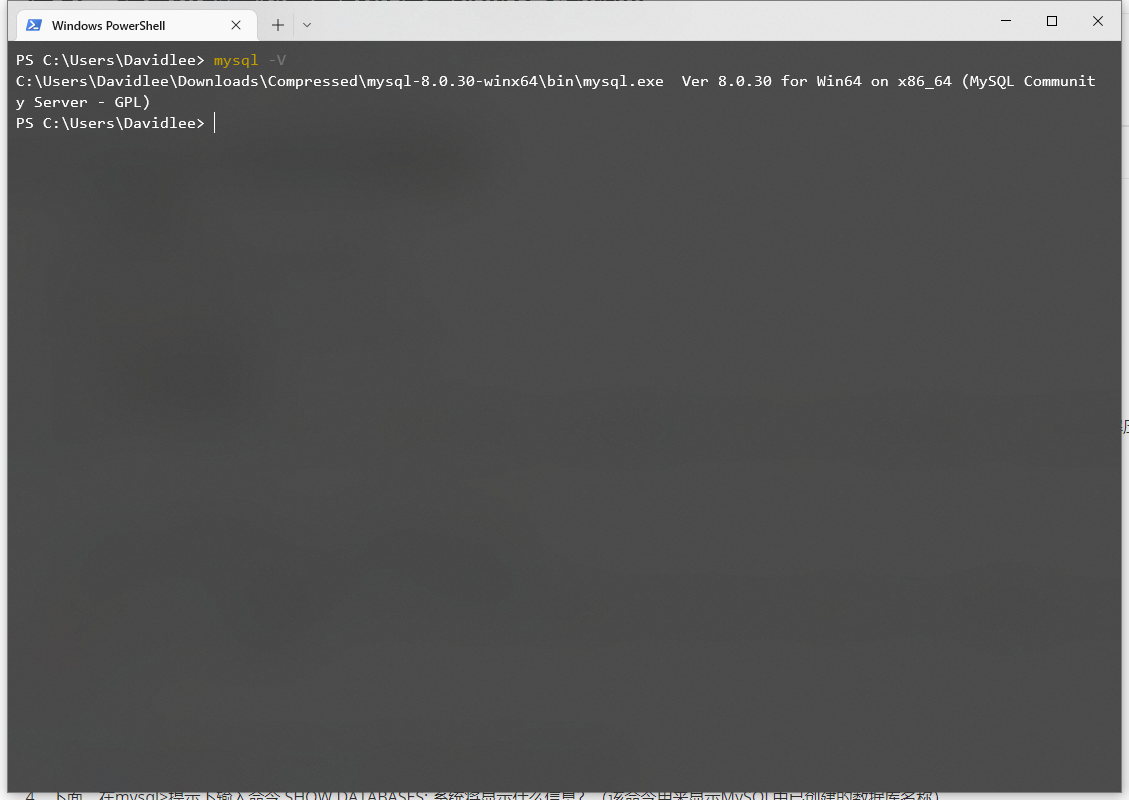 Windows PowerShell
PS C:\Users\Davidlee> mysql -V
C:\Users\Davidlee\Downloads\Compressed\mysql-8.0.30-winx64\bin\mysql.exe  Ver 8.0.30 for Win64 on x86_64 (MySQL Communit
y Server - GPL)
PS C:\Users\Davidlee>
4. 下面，在mysql>提示下输入命令 SHOW DATABASES; 系统将显示什么信息？（该命令用来显示MySQL中已创建的数据库名称）